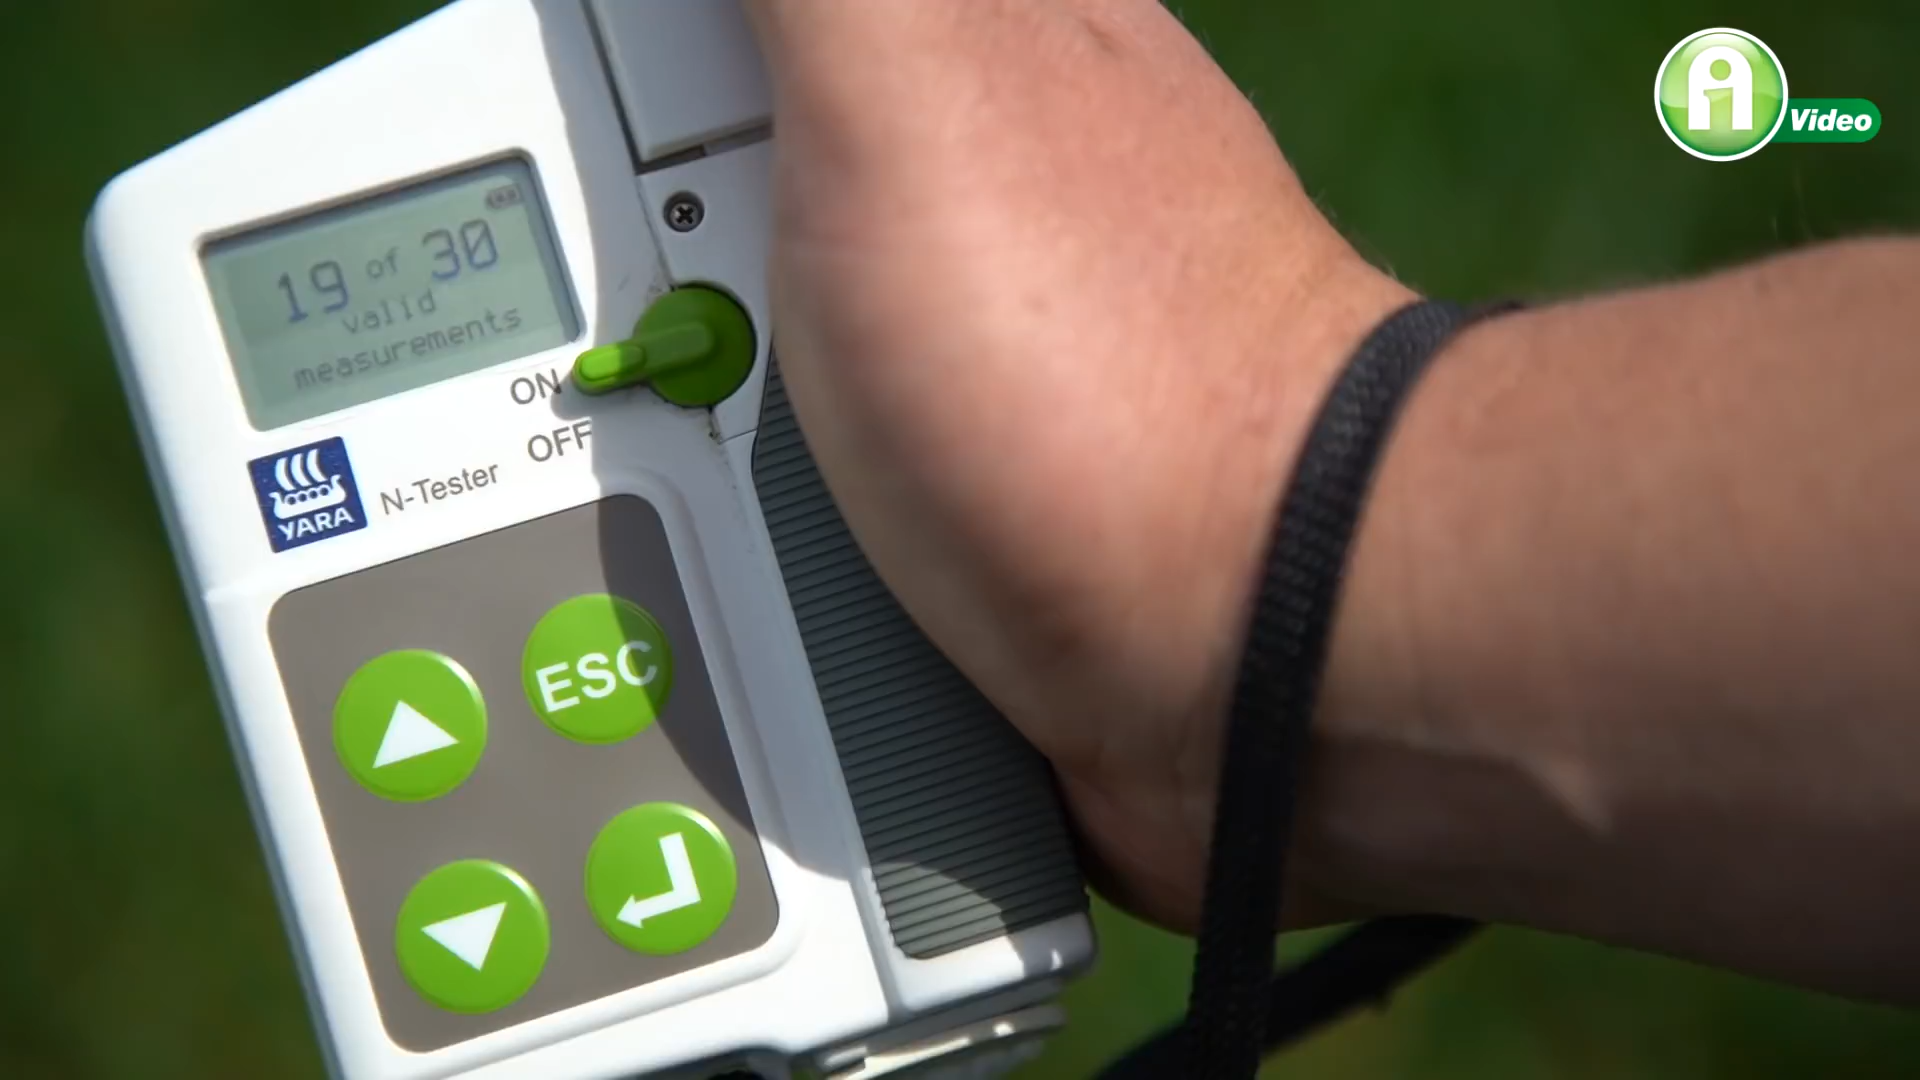 Video
19 of 30
valid
measurements
ON
OFF
YARA
N-Tester
ESC